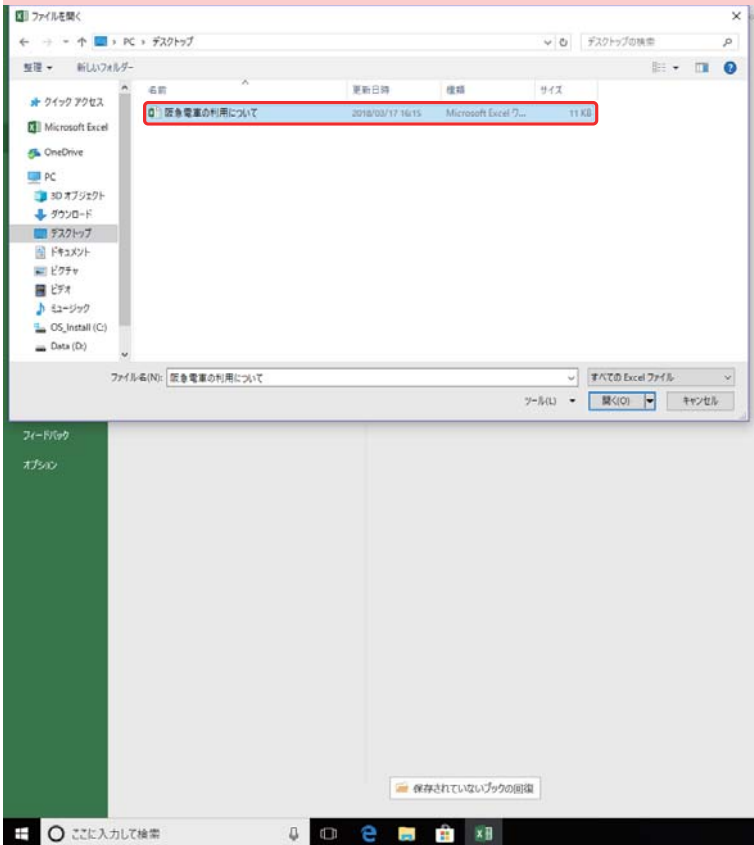 ファイルを開く
PC › デスクトップ
デスクトップの検索
整理 新しいフォルダー
名前 更新日時 種類 サイズ
阪急電車の利用について 2018/03/17 16:15 Microsoft Excel ワ... 11 KB
クイック アクセス
Microsoft Excel
OneDrive
PC
3D オブジェクト
ダウンロード
デスクトップ
ドキュメント
ピクチャ
ビデオ
ミュージック
OS_Install (C:)
Data (D:)
ファイル名(N): 阪急電車の利用について すべての Excel ファイル
ツール(L) 開く(O) キャンセル
フィードバック
オプション
保存されていないブックの回復
ここに入力して検索